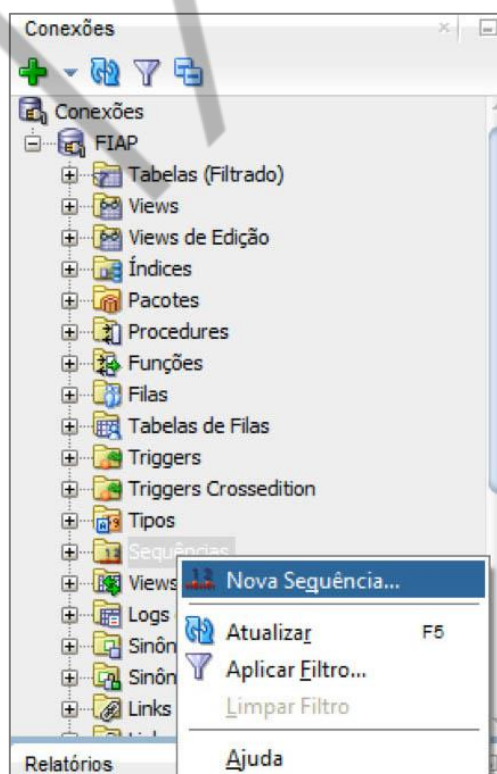 Conexões
Conexões
FIAP
Tabelas (Filtrado)
Views
Views de Edição
Índices
Pacotes
Procedures
Funções
Filas
Tabelas de Filas
Triggers
Triggers Crossedition
Tipos
Sequências
Nova Sequência...
Views
Logs
Atualizar F5
Sinôn
Aplicar Filtro...
Sinôn
Limpar Filtro
Links
Ajuda
Relatórios